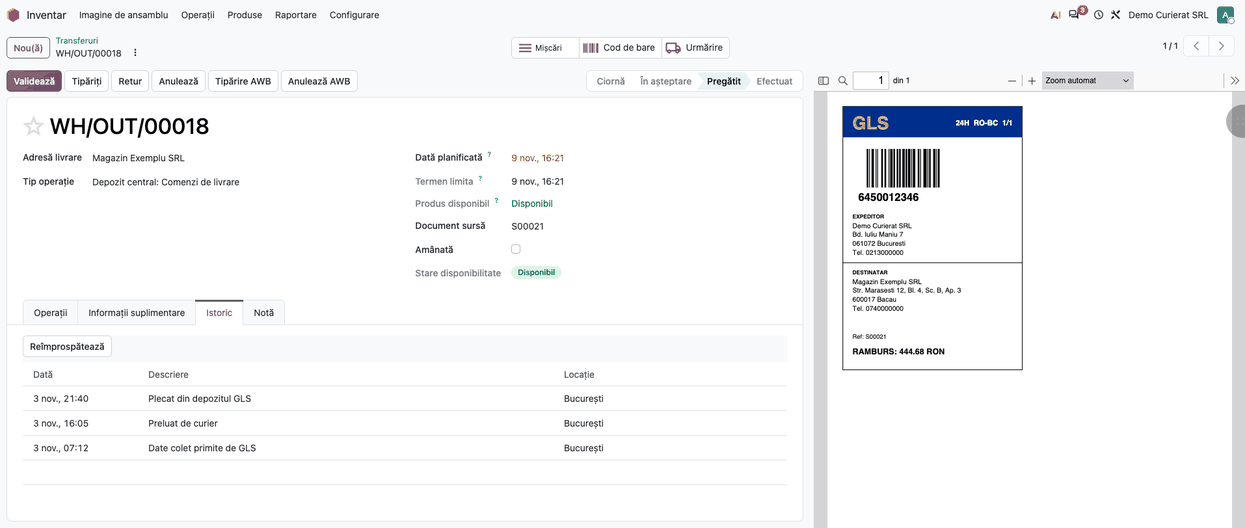 Inventar Imagine de ansamblu Operații Produse Raportare Configurare AI 3 Demo Curierat SRL A
Nou(ă) Transferuri
WH/OUT/00018
Mișcări Cod de bare Urmărire 1 / 1
Validează Tipăriți Retur Anulează Tipărire AWB Anulează AWB Ciornă În așteptare Pregătit Efectuat
WH/OUT/00018
Adresă livrare Magazin Exemplu SRL
Tip operație Depozit central: Comenzi de livrare
Dată planificată ? 9 nov., 16:21
Termen limita ? 9 nov., 16:21
Produs disponibil ? Disponibil
Document sursă S00021
Amânată
Stare disponibilitate Disponibil
Operații Informații suplimentare Istoric Notă
Reîmprospătează
Dată Descriere Locație
3 nov., 21:40 Plecat din depozitul GLS București
3 nov., 16:05 Preluat de curier București
3 nov., 07:12 Date colet primite de GLS București
1 din 1 Zoom automat
GLS 24H RO-BC 1/1
6450012346
EXPEDITOR
Demo Curierat SRL
Bd. Iuliu Maniu 7
061072 Bucuresti
Tel. 0213000000
DESTINATAR
Magazin Exemplu SRL
Str. Marasesti 12, Bl. 4, Sc. B, Ap. 3
600017 Bacau
Tel. 0740000000
Ref: S00021
RAMBURS: 444.68 RON